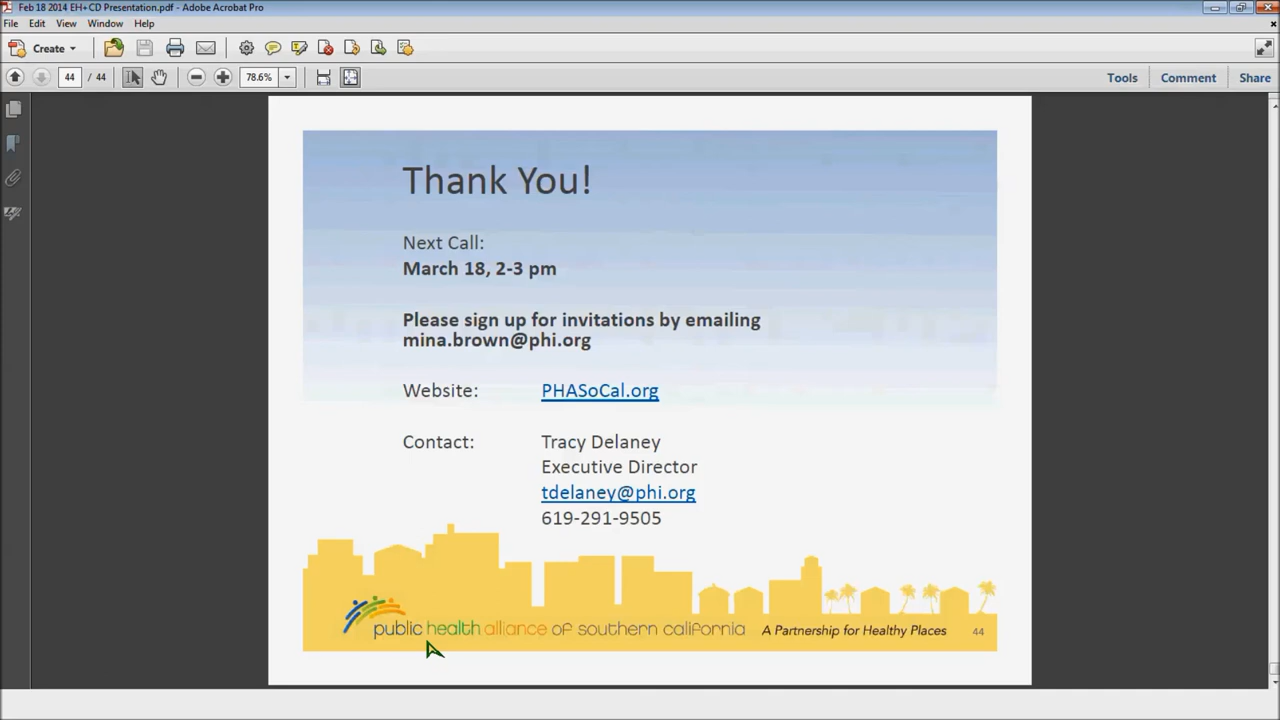 Feb 18 2014 EH+CD Presentation.pdf - Adobe Acrobat Pro
File Edit View Window Help
Create
44 / 44 78.6% Tools Comment Share
Thank You!
Next Call:
March 18, 2-3 pm
Please sign up for invitations by emailing
mina.brown@phi.org
Website: PHASoCal.org
Contact: Tracy Delaney
Executive Director
tdelaney@phi.org
619-291-9505
public health alliance of southern california A Partnership for Healthy Places 44